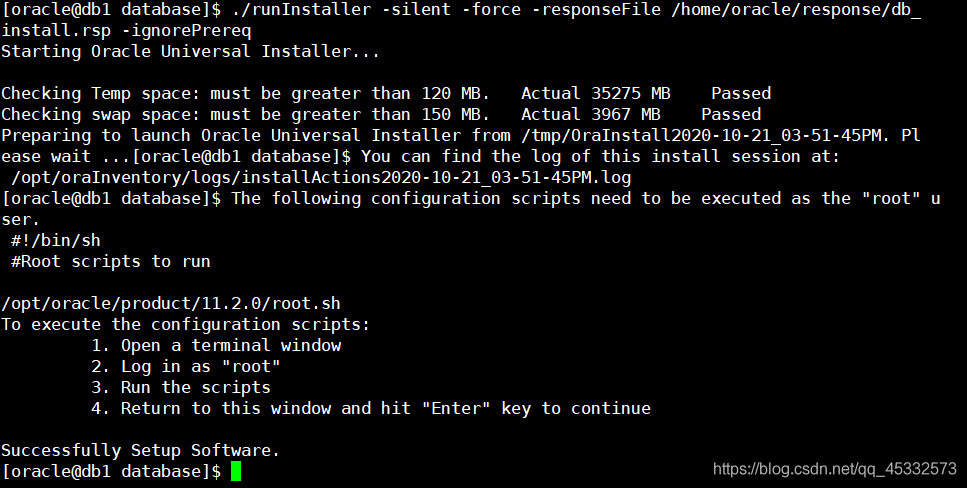 [oracle@db1 database]$ ./runInstaller -silent -force -responseFile /home/oracle/response/db_
install.rsp -ignorePrereq
Starting Oracle Universal Installer...
Checking Temp space: must be greater than 120 MB.   Actual 35275 MB    Passed
Checking swap space: must be greater than 150 MB.   Actual 3967 MB    Passed
Preparing to launch Oracle Universal Installer from /tmp/OraInstall2020-10-21_03-51-45PM. Pl
ease wait ...[oracle@db1 database]$ You can find the log of this install session at:
 /opt/oraInventory/logs/installActions2020-10-21_03-51-45PM.log
[oracle@db1 database]$ The following configuration scripts need to be executed as the "root" u
ser.
 #!/bin/sh
 #Root scripts to run
/opt/oracle/product/11.2.0/root.sh
To execute the configuration scripts:
         1. Open a terminal window
         2. Log in as "root"
         3. Run the scripts
         4. Return to this window and hit "Enter" key to continue
Successfully Setup Software.
[oracle@db1 database]$
https://blog.csdn.net/qq_45332573